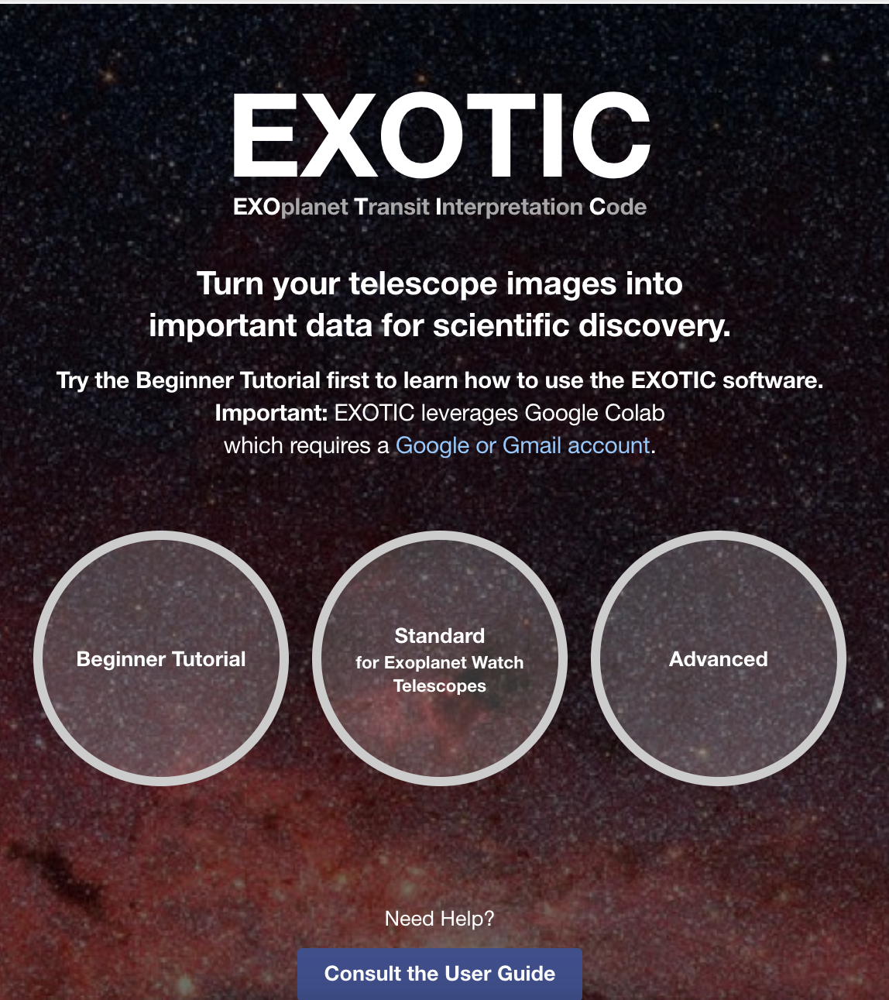 EXOTIC
EXOplanet Transit Interpretation Code
Turn your telescope images into
important data for scientific discovery.
Try the Beginner Tutorial first to learn how to use the EXOTIC software.
Important: EXOTIC leverages Google Colab
which requires a Google or Gmail account.
Beginner Tutorial
Standard
for Exoplanet Watch
Telescopes
Advanced
Need Help?
Consult the User Guide